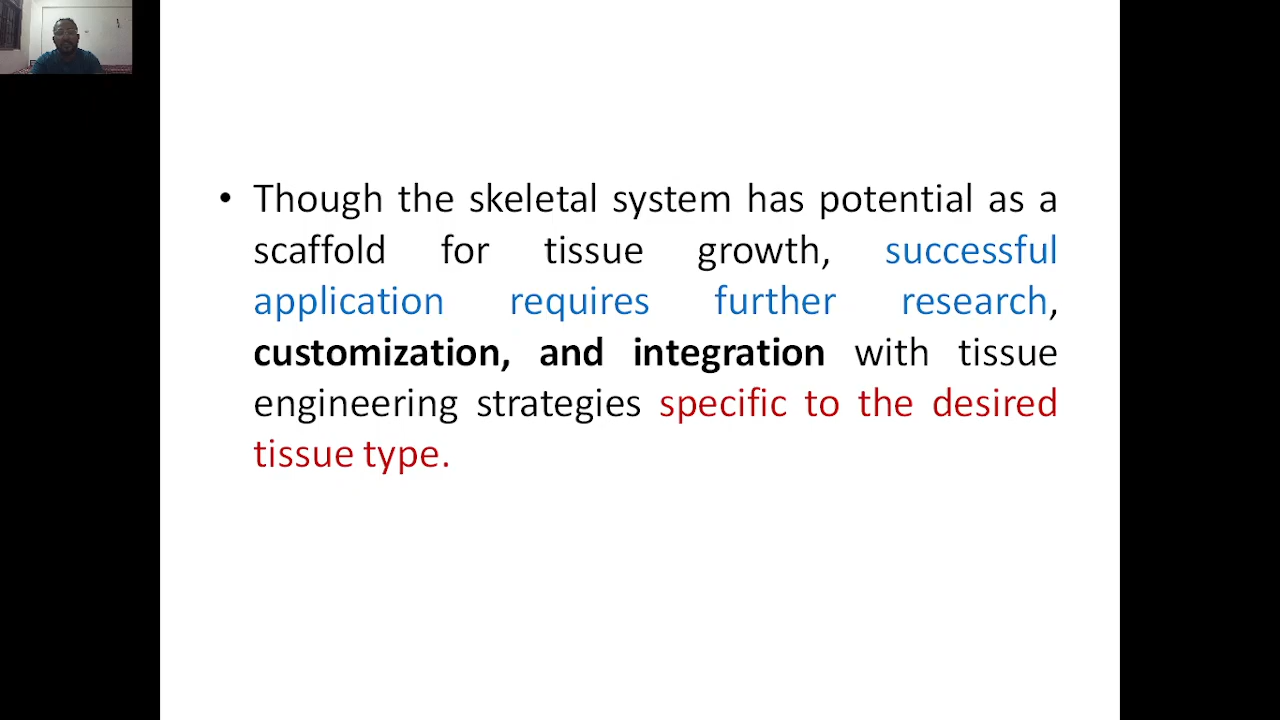 • Though the skeletal system has potential as a
scaffold for tissue growth, successful
application requires further research,
customization, and integration with tissue
engineering strategies specific to the desired
tissue type.